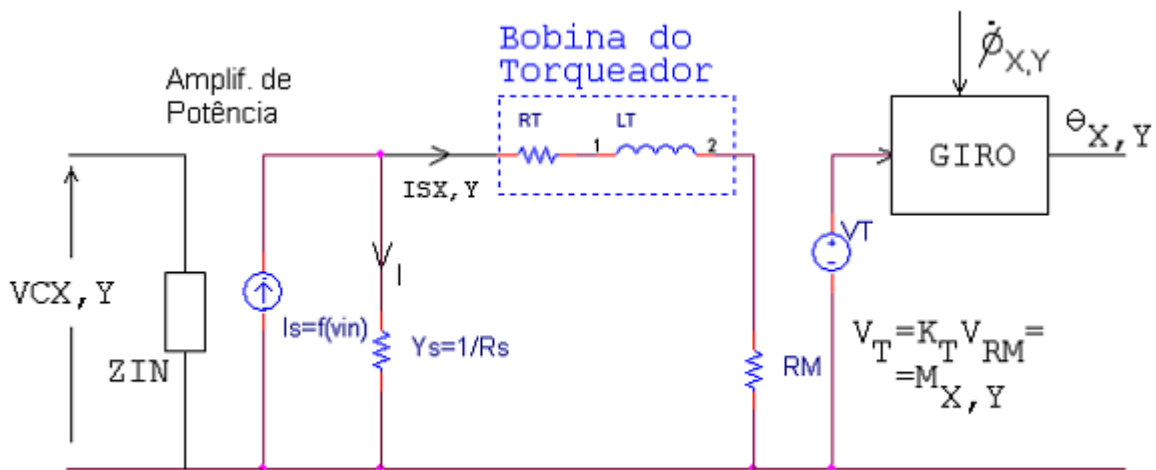 Bobina do
Torqueador
Amplif. de
Potência
RT
1
LT
2
ISX,Y
I
VCX,Y
ZIN
Is=f(vin)
Ys=1/Rs
RM
VT
GIRO
φ̇X,Y
ΘX,Y
VT=KTVRM=
=MX,Y